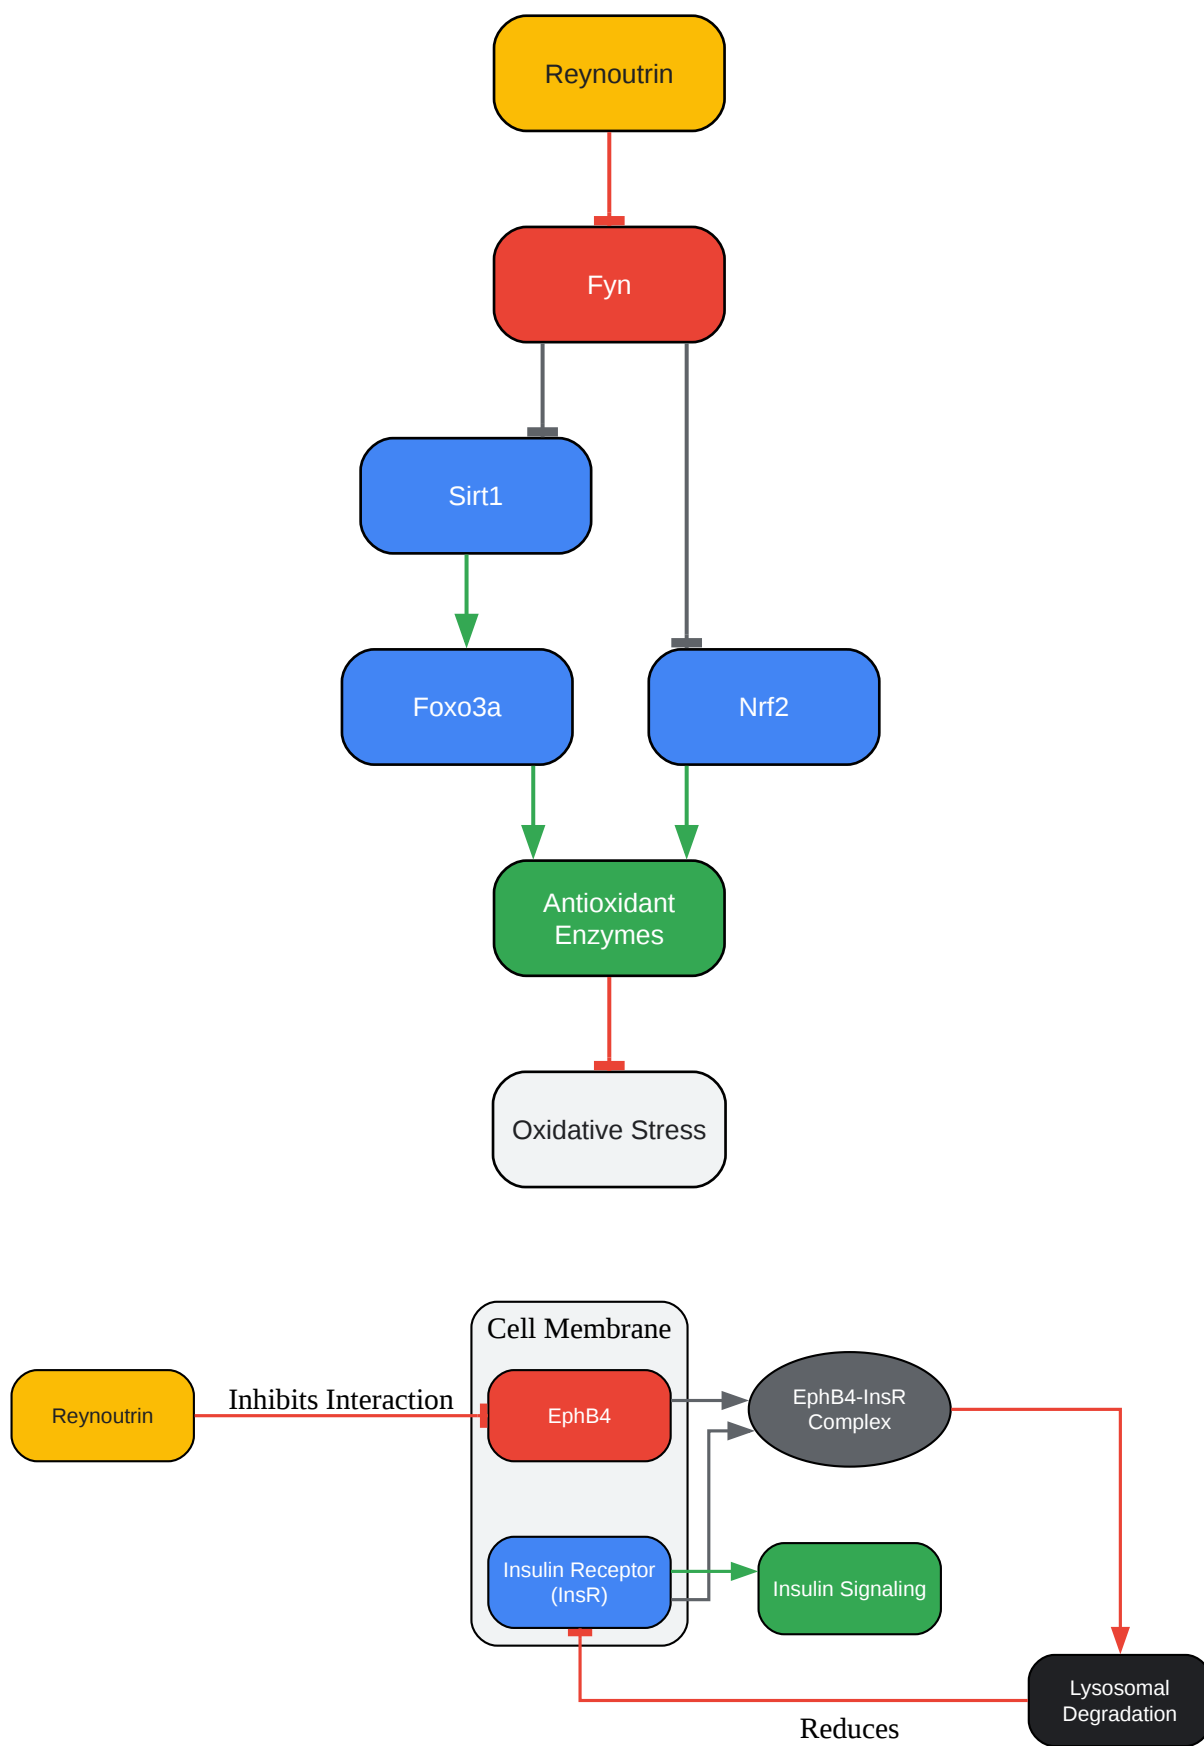 Reynoutrin
Fyn
Sirt1
Foxo3a
Nrf2
Antioxidant
Enzymes
Oxidative Stress
Cell Membrane
Reynoutrin
Inhibits Interaction
EphB4
EphB4-InsR
Complex
Insulin Receptor
(InsR)
Insulin Signaling
Lysosomal
Degradation
Reduces